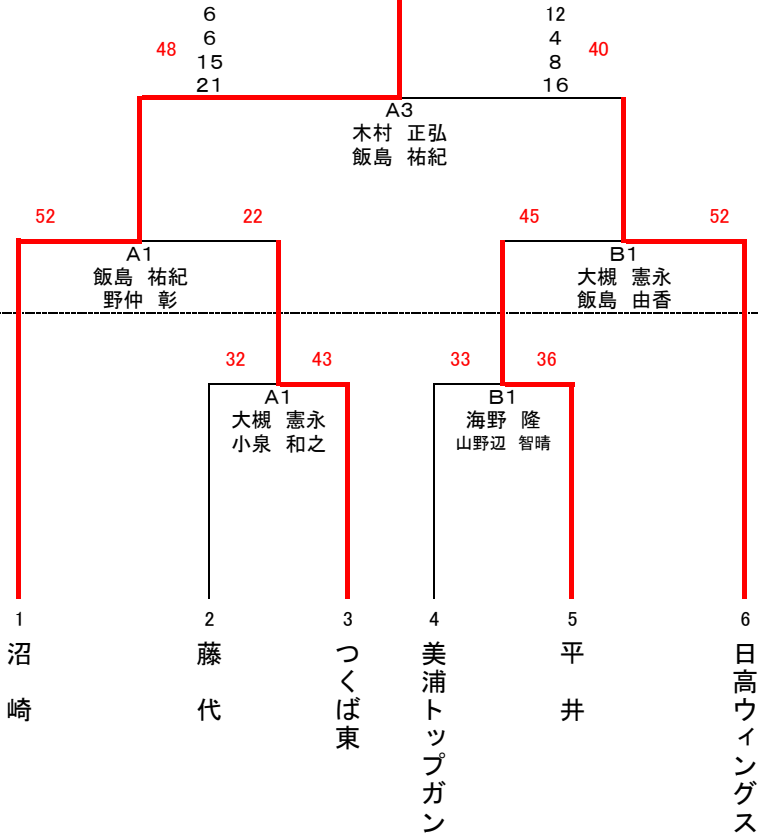 6 12
48 6 4 40
15 8
21 16
A3
木村 正弘
飯島 祐紀
52 22 45 52
A1 B1
飯島 祐紀 大槻 憲永
野仲 彰 飯島 由香
32 43 33 36
A1 B1
大槻 憲永 海野 隆
小泉 和之 山野辺 智晴
1 2 3 4 5 6
沼崎
藤代
つくば東
美浦トップガン
平井
日高ウィングス